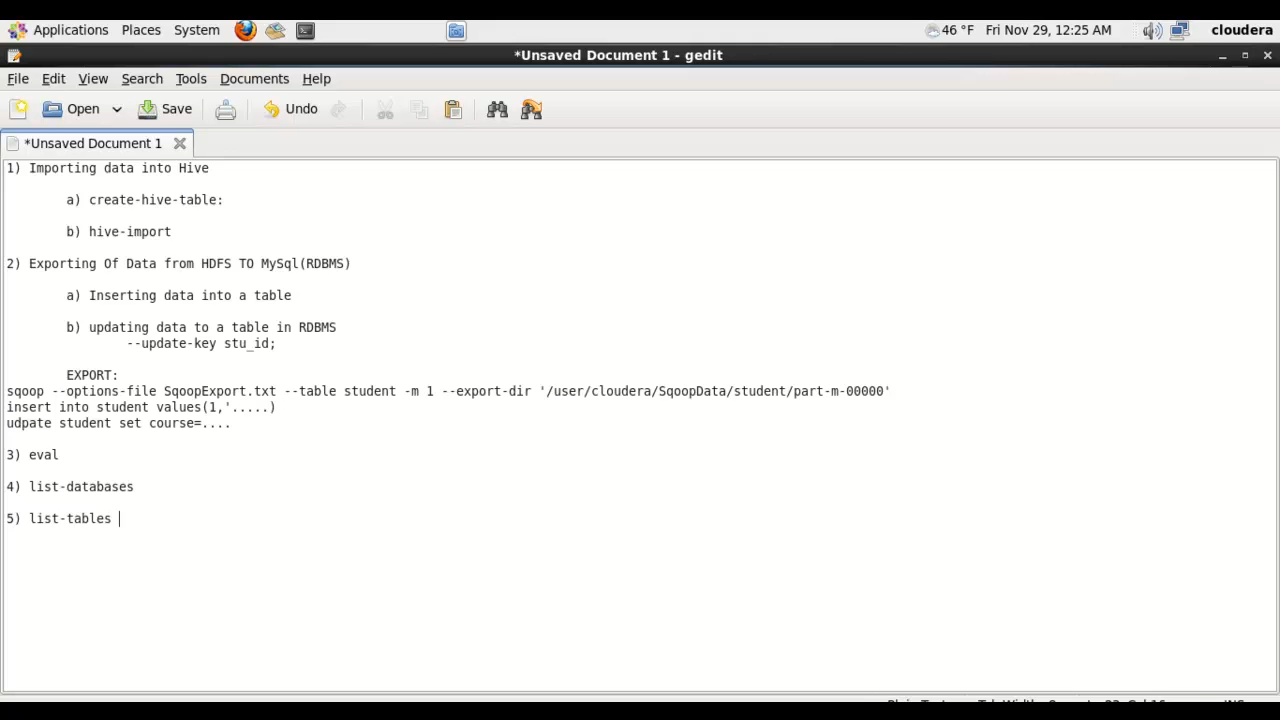 Applications Places System 46 °F Fri Nov 29, 12:25 AM cloudera
*Unsaved Document 1 - gedit
File Edit View Search Tools Documents Help
Open Save Undo
*Unsaved Document 1
1) Importing data into Hive
a) create-hive-table:
b) hive-import
2) Exporting Of Data from HDFS TO MySql(RDBMS)
a) Inserting data into a table
b) updating data to a table in RDBMS
--update-key stu_id;
EXPORT:
sqoop --options-file SqoopExport.txt --table student -m 1 --export-dir '/user/cloudera/SqoopData/student/part-m-00000'
insert into student values(1,'.....)
udpate student set course=....
3) eval
4) list-databases
5) list-tables